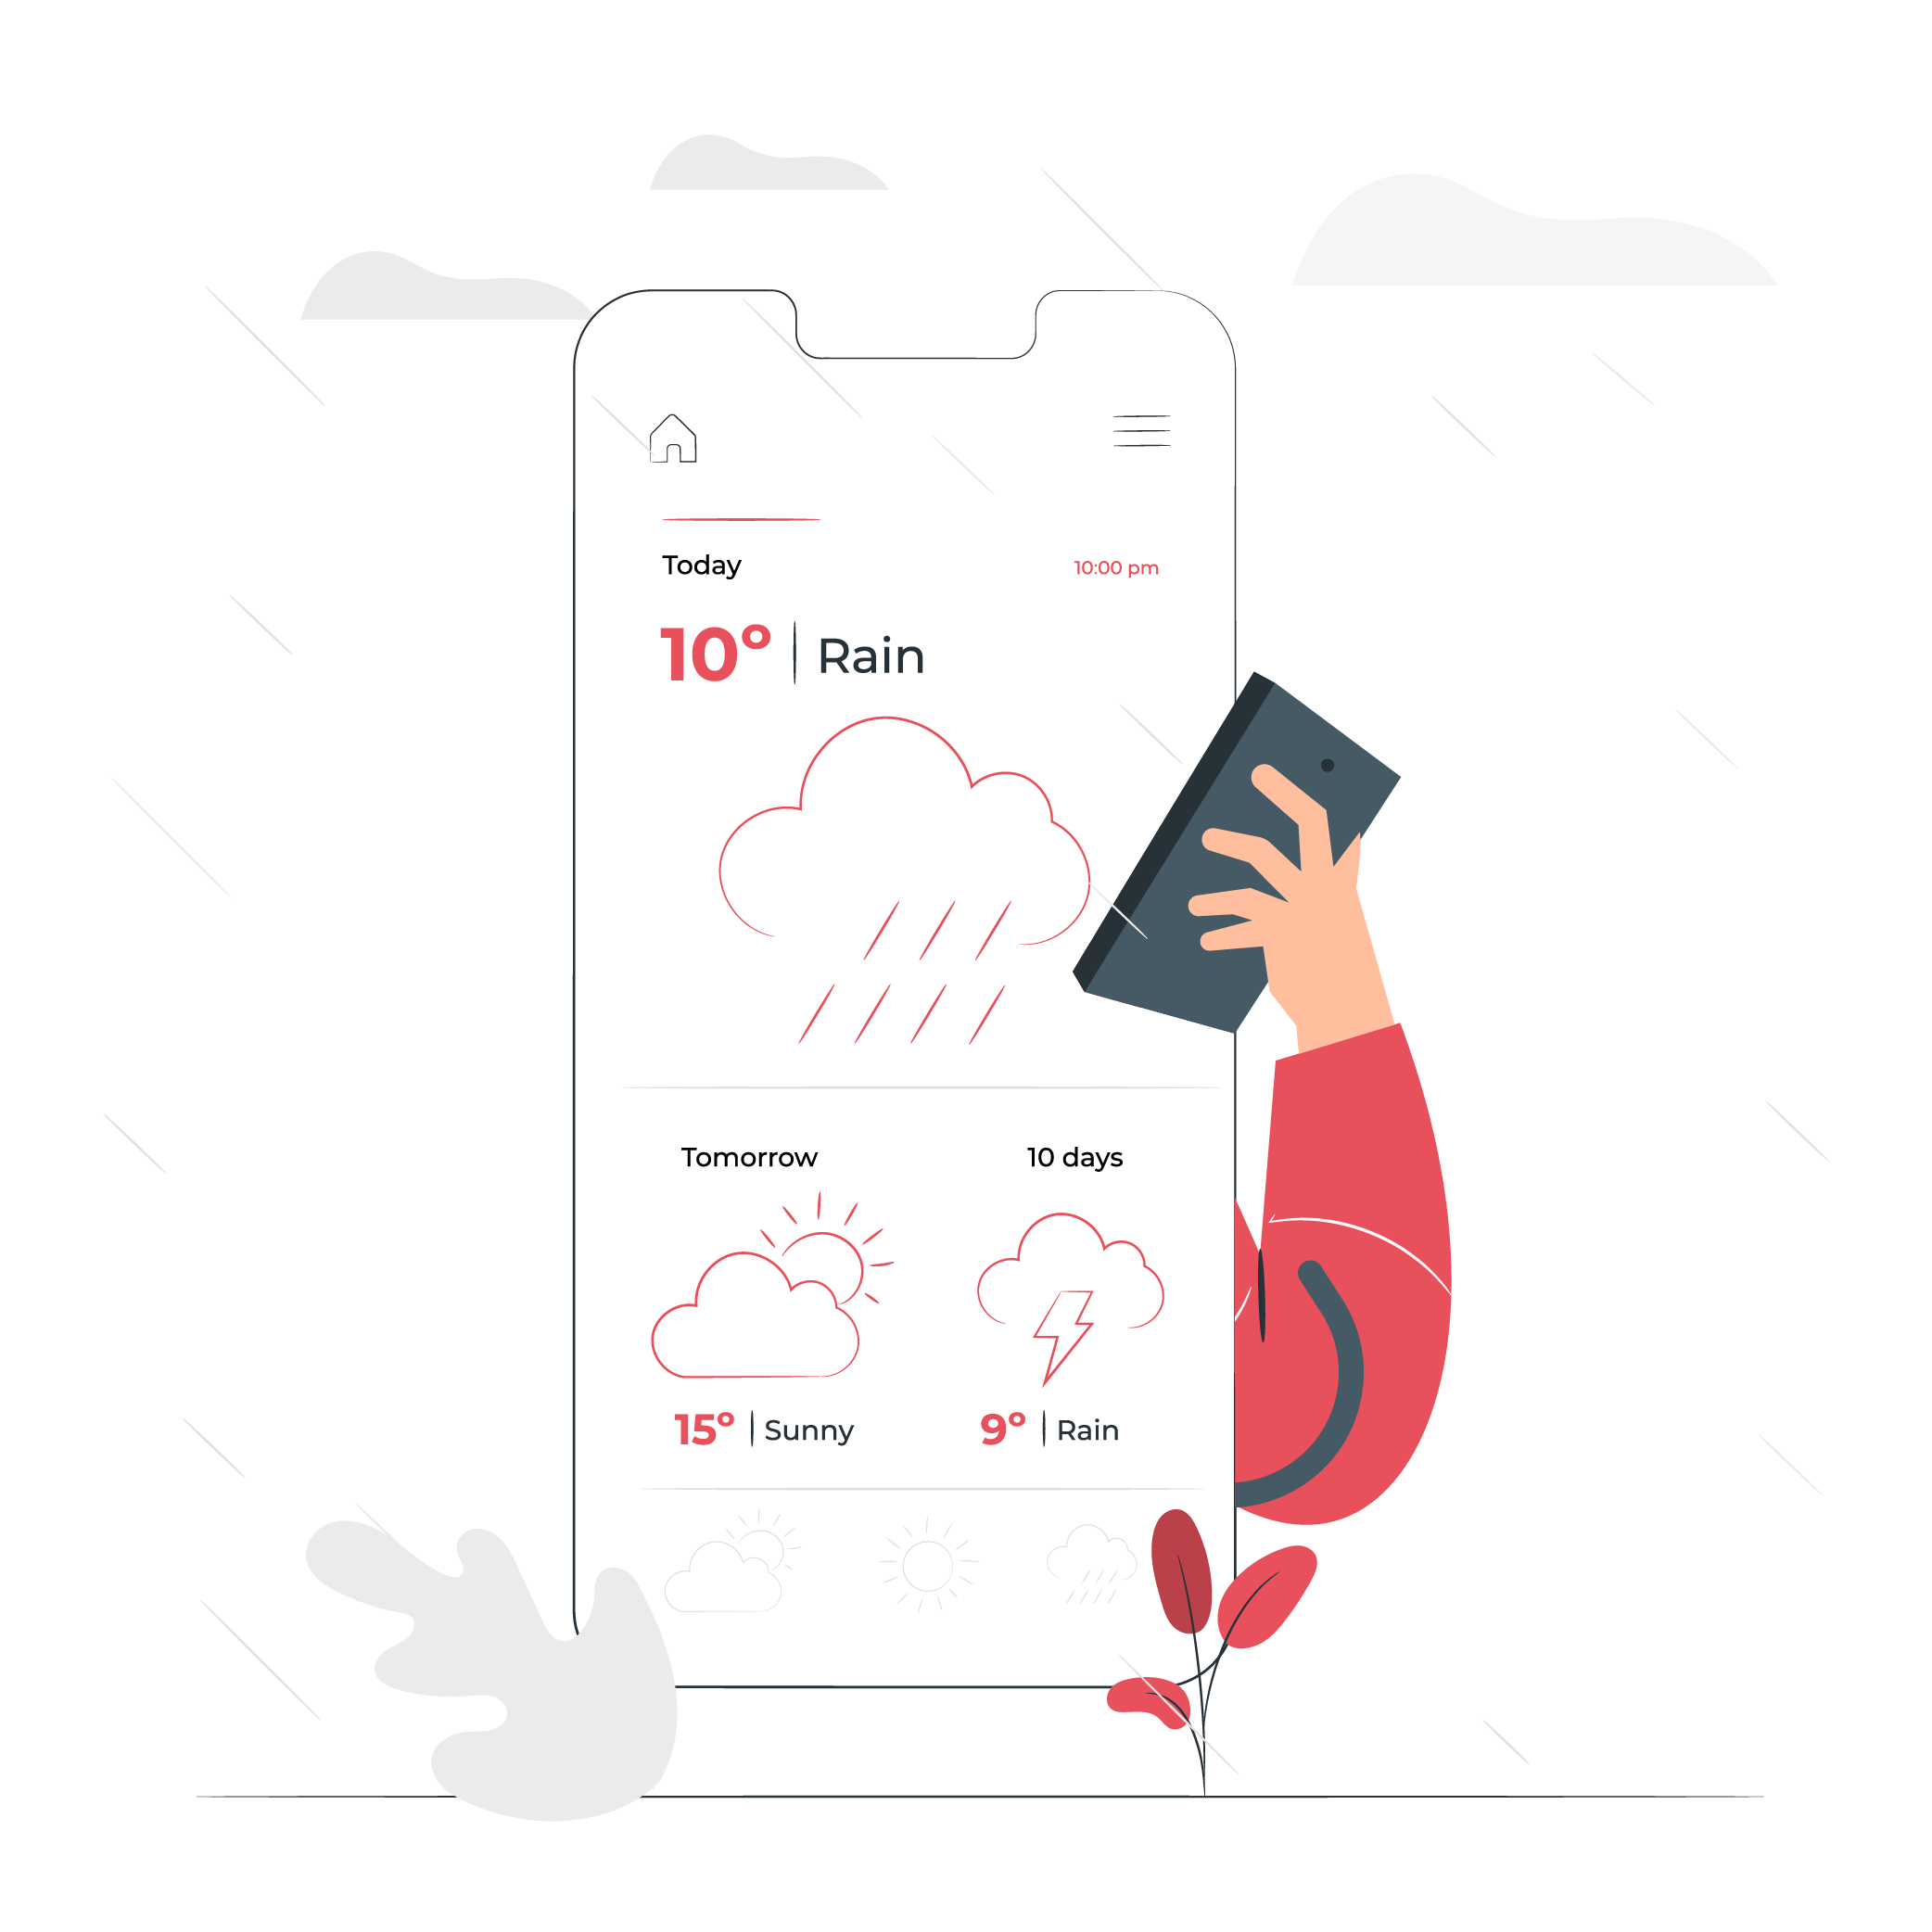 Today
10:00 pm
10° | Rain
Tomorrow
10 days
15° | Sunny
9° | Rain